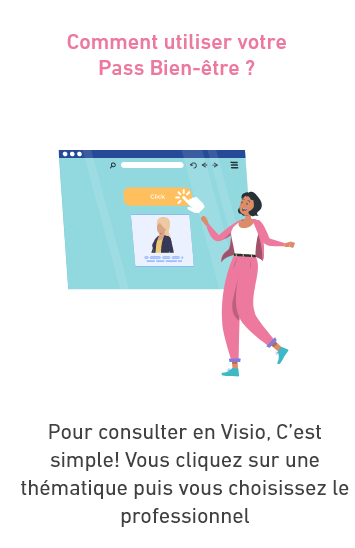 Comment utiliser votre
Pass Bien-être ?
Click
Pour consulter en Visio, C’est
simple! Vous cliquez sur une
thématique puis vous choisissez le
professionnel